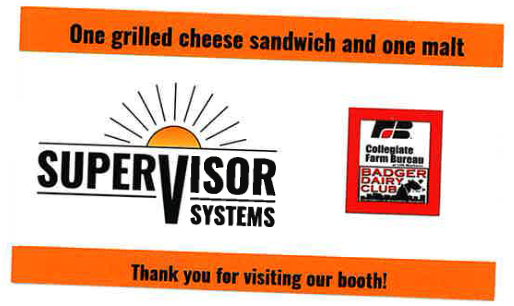 One grilled cheese sandwich and one malt
SUPERVISOR
SYSTEMS
FB
Collegiate
Farm Bureau
BADGER
DAIRY
CLUB
Thank you for visiting our booth!